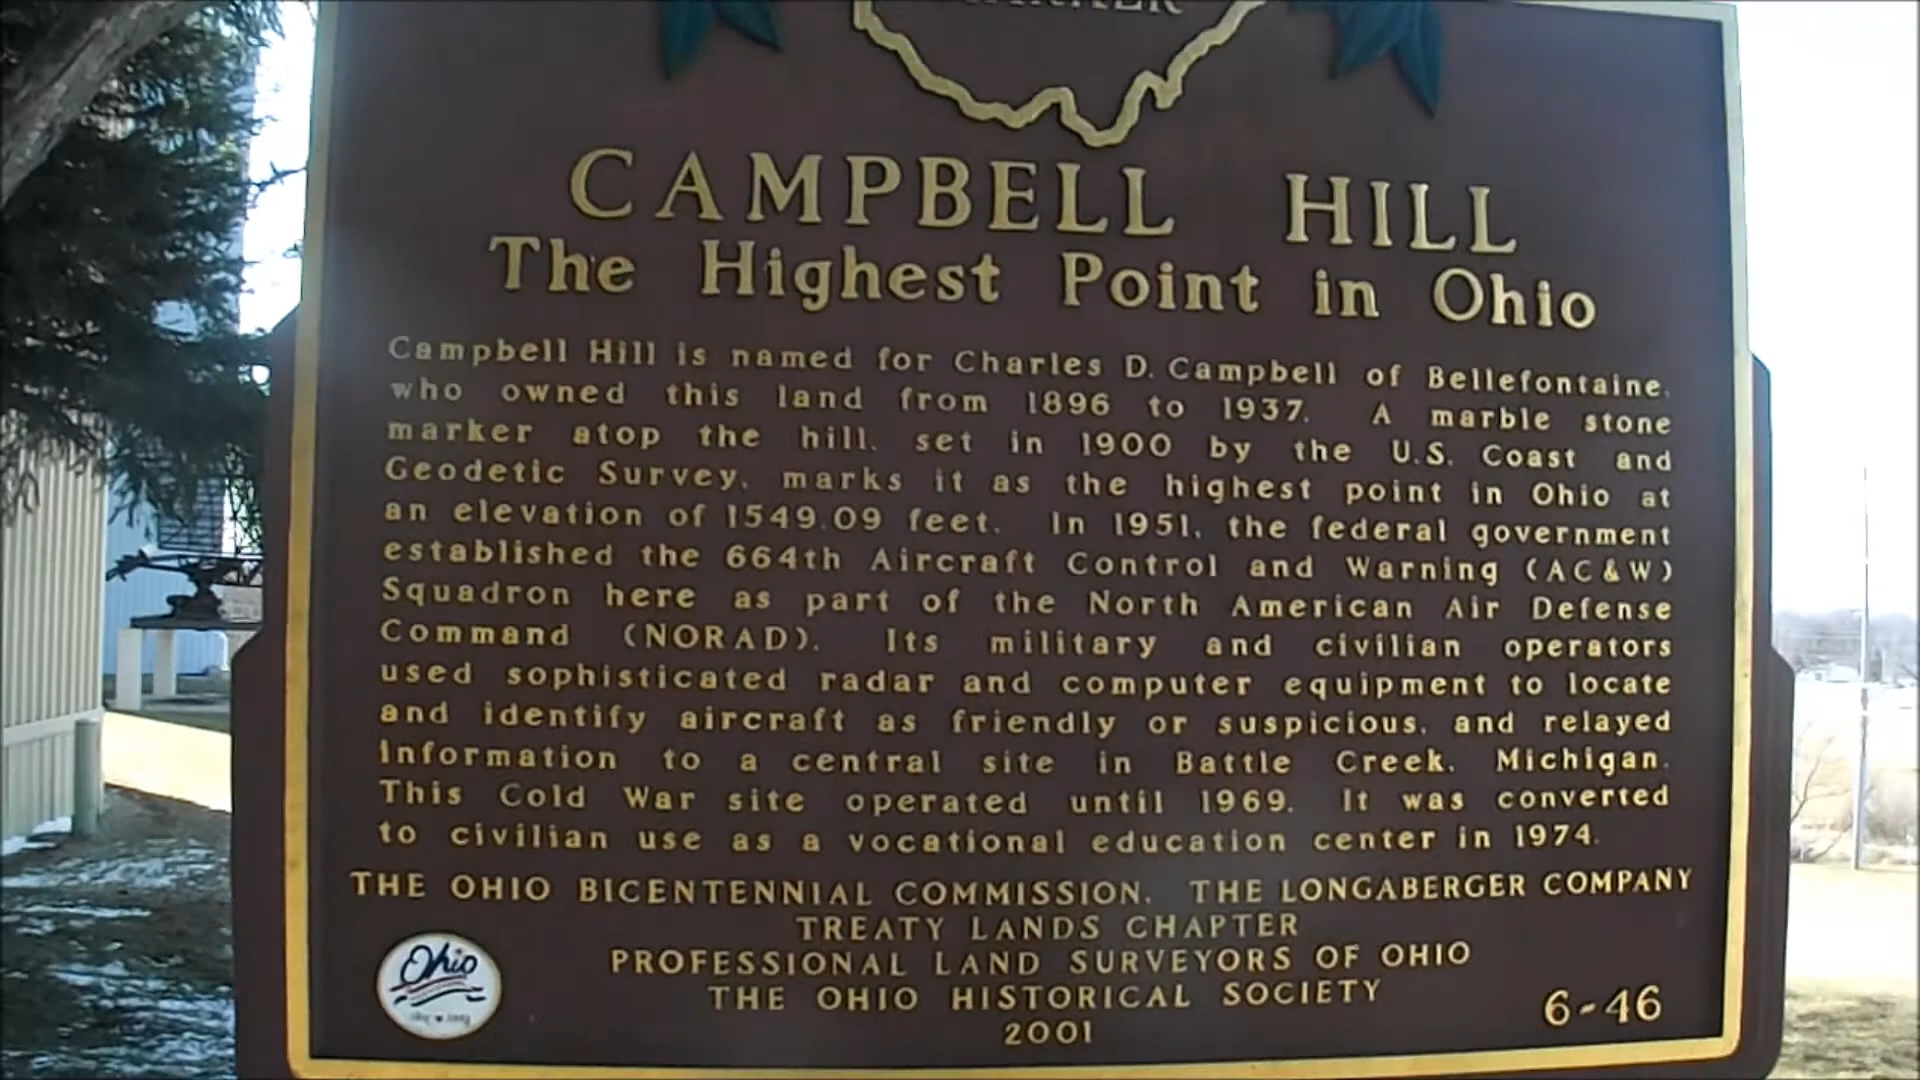 CAMPBELL HILL
The Highest Point in Ohio
Campbell Hill is named for Charles D. Campbell of Bellefontaine,
who owned this land from 1896 to 1937. A marble stone
marker atop the hill, set in 1900 by the U.S. Coast and
Geodetic Survey, marks it as the highest point in Ohio at
an elevation of 1549.09 feet. In 1951, the federal government
established the 664th Aircraft Control and Warning (AC&W)
Squadron here as part of the North American Air Defense
Command (NORAD). Its military and civilian operators
used sophisticated radar and computer equipment to locate
and identify aircraft as friendly or suspicious, and relayed
information to a central site in Battle Creek, Michigan.
This Cold War site operated until 1969. It was converted
to civilian use as a vocational education center in 1974.
THE OHIO BICENTENNIAL COMMISSION, THE LONGABERGER COMPANY
TREATY LANDS CHAPTER
PROFESSIONAL LAND SURVEYORS OF OHIO
THE OHIO HISTORICAL SOCIETY
2001
6-46
Ohio